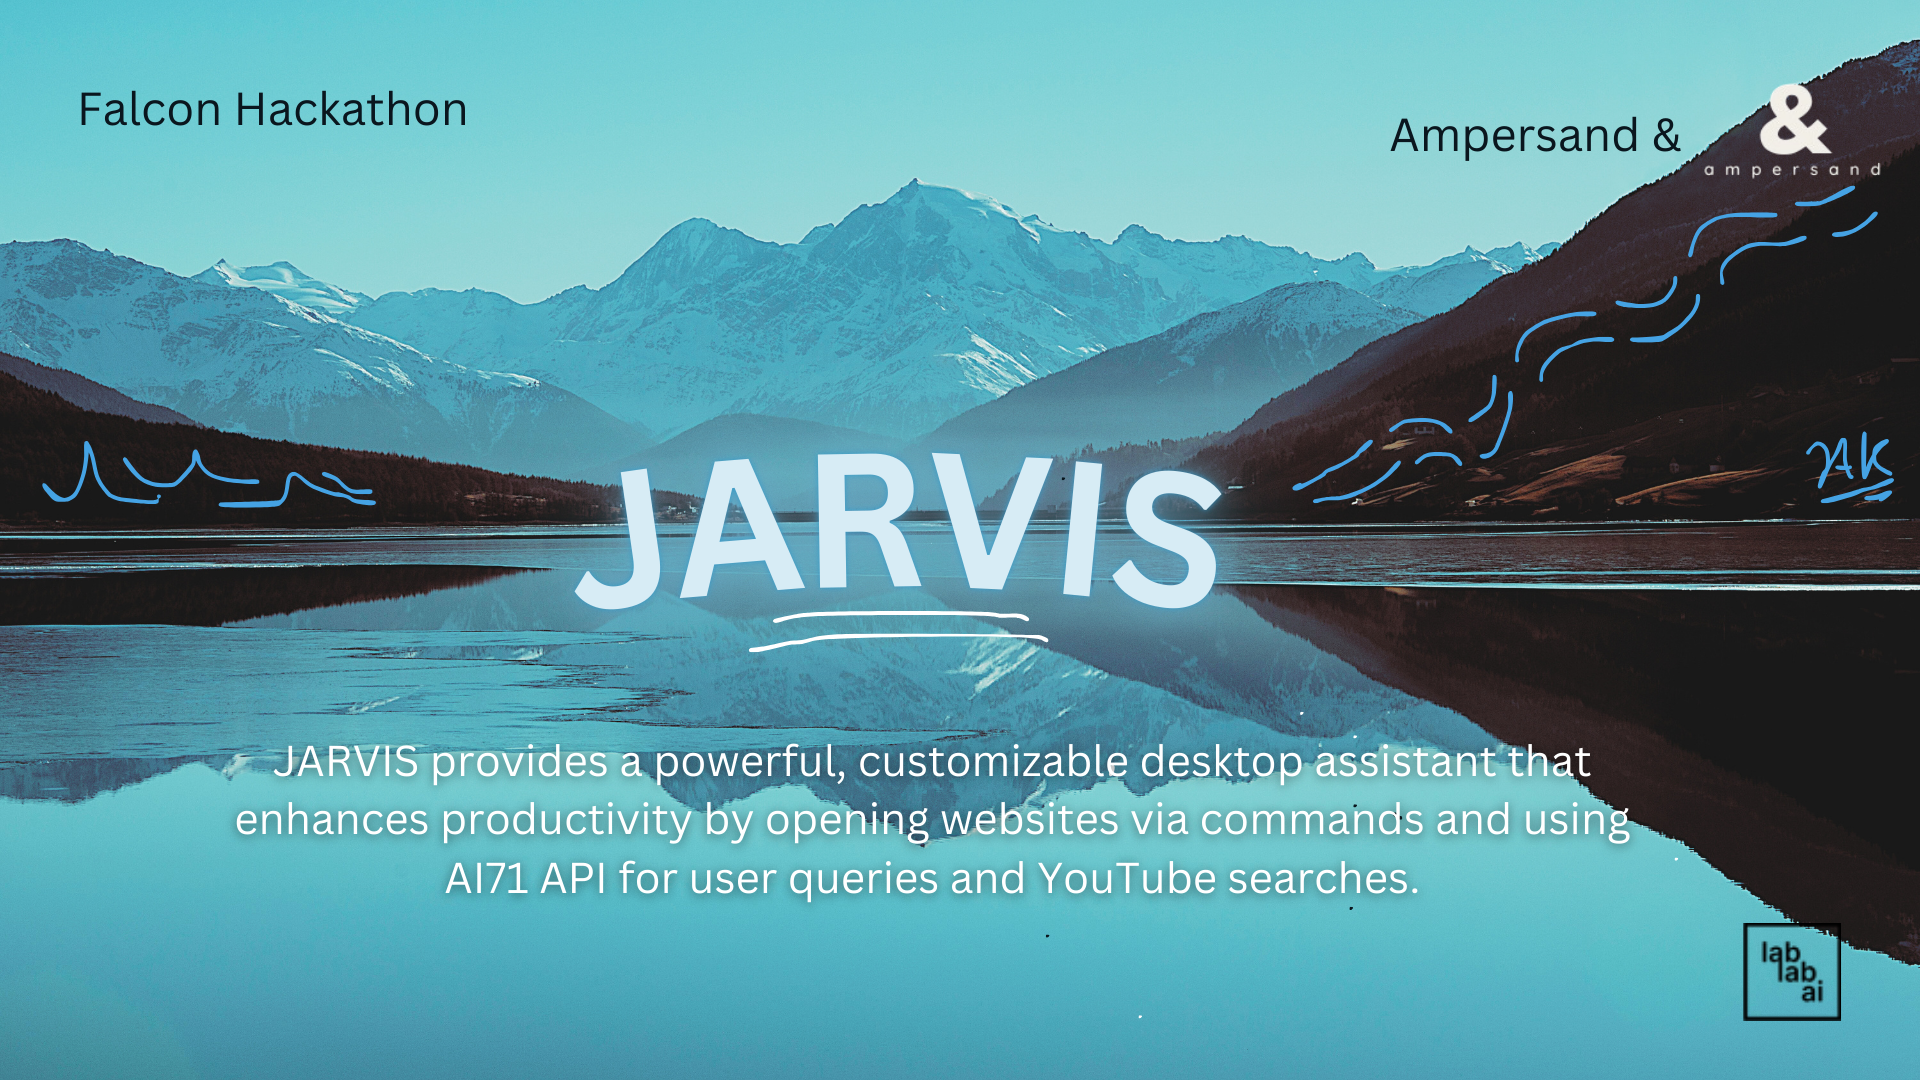 Falcon Hackathon
Ampersand &
&
ampersand
AK
JARVIS
JARVIS provides a powerful, customizable desktop assistant that
enhances productivity by opening websites via commands and using
AI71 API for user queries and YouTube searches.
lab
lab
ai